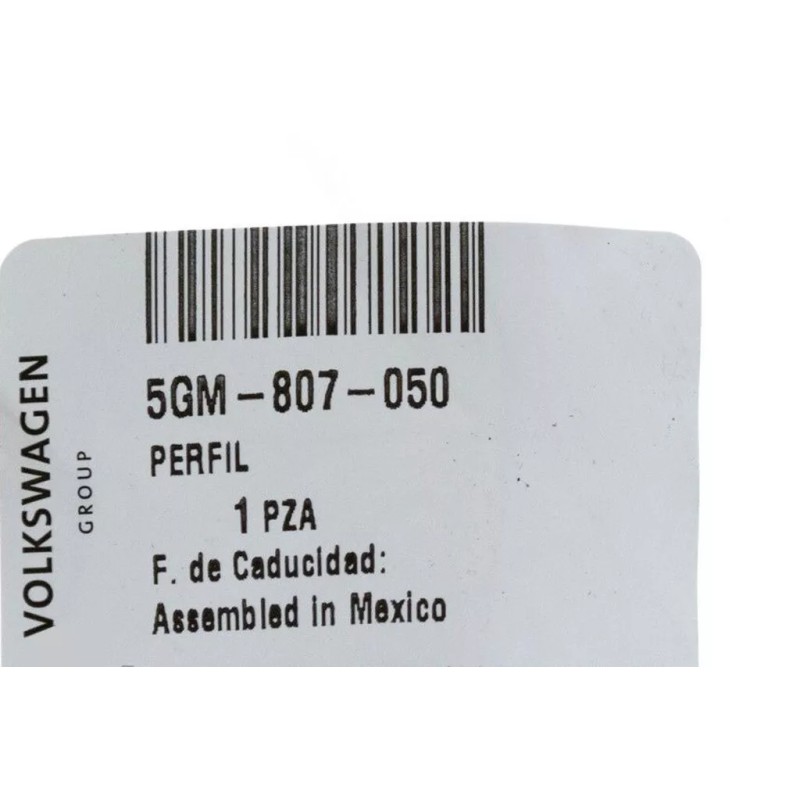 VOLKSWAGEN
GROUP
5GM-807-050
PERFIL
1 PZA
F. de Caducidad:
Assembled in Mexico